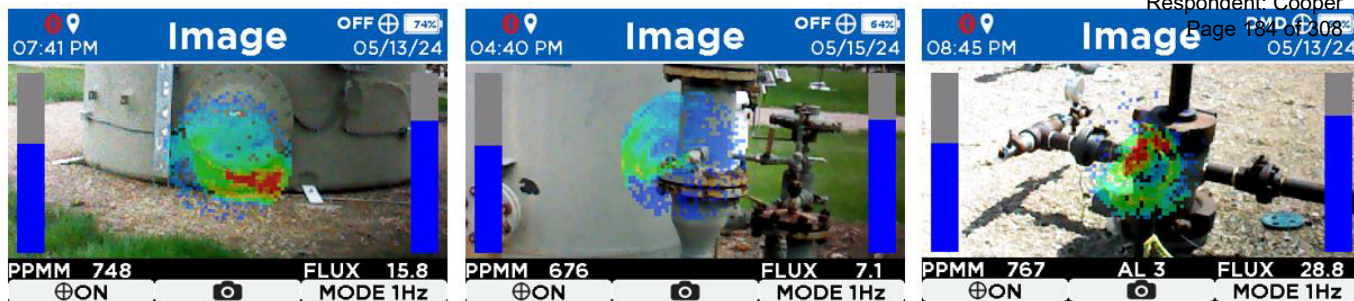 Respondent: Cooper
Page 184 of 308
07:41 PM Image OFF 74% 05/13/24
PPMM 748 FLUX 15.8
ON MODE 1Hz
04:40 PM Image OFF 64% 05/15/24
PPMM 676 FLUX 7.1
ON MODE 1Hz
08:45 PM Image 05/13/24
PPMM 767 AL 3 FLUX 28.8
ON MODE 1Hz